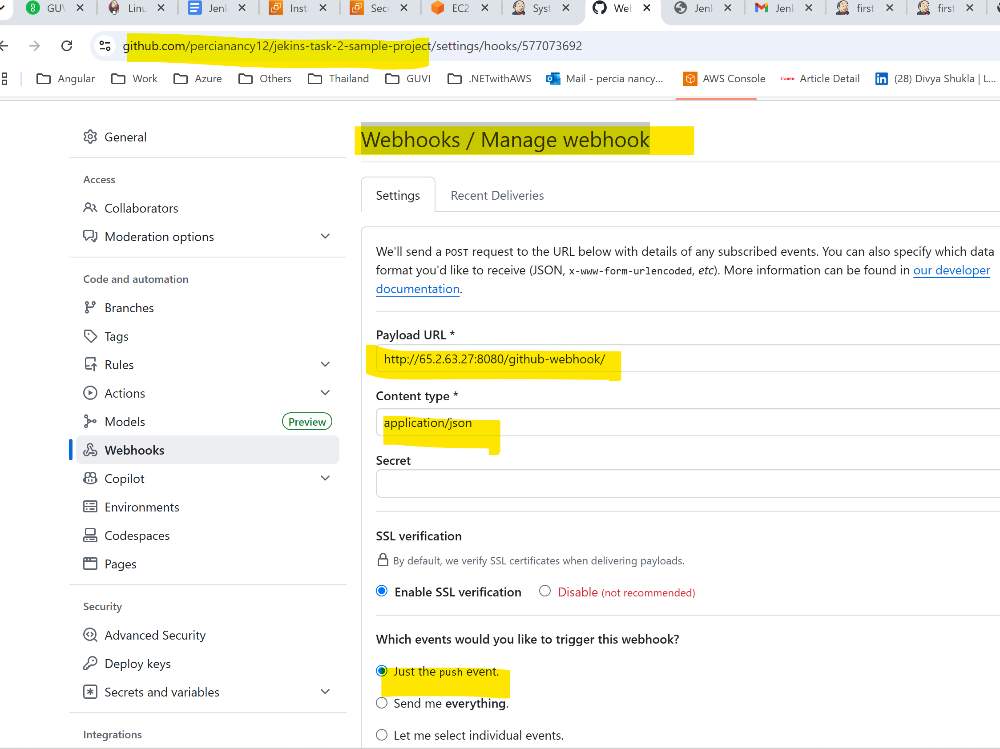 GUV
Linu
Jenk
Inst
Secu
EC2
Syst
Web
Jenk
Jenk
first
first
github.com/percianancy12/jekins-task-2-sample-project/settings/hooks/577073692
Angular
Work
Azure
Others
Thailand
GUVI
.NETwithAWS
Mail - percia nancy...
AWS Console
Canon
Article Detail
(28) Divya Shukla | L...
General
Access
Collaborators
Moderation options
Code and automation
Branches
Tags
Rules
Actions
Models
Preview
Webhooks
Copilot
Environments
Codespaces
Pages
Security
Advanced Security
Deploy keys
Secrets and variables
Integrations
Webhooks / Manage webhook
Settings
Recent Deliveries
We'll send a POST request to the URL below with details of any subscribed events. You can also specify which data
format you'd like to receive (JSON, x-www-form-urlencoded, etc). More information can be found in our developer
documentation.
Payload URL *
http://65.2.63.27:8080/github-webhook/
Content type *
application/json
Secret
SSL verification
By default, we verify SSL certificates when delivering payloads.
Enable SSL verification
Disable (not recommended)
Which events would you like to trigger this webhook?
Just the push event.
Send me everything.
Let me select individual events.